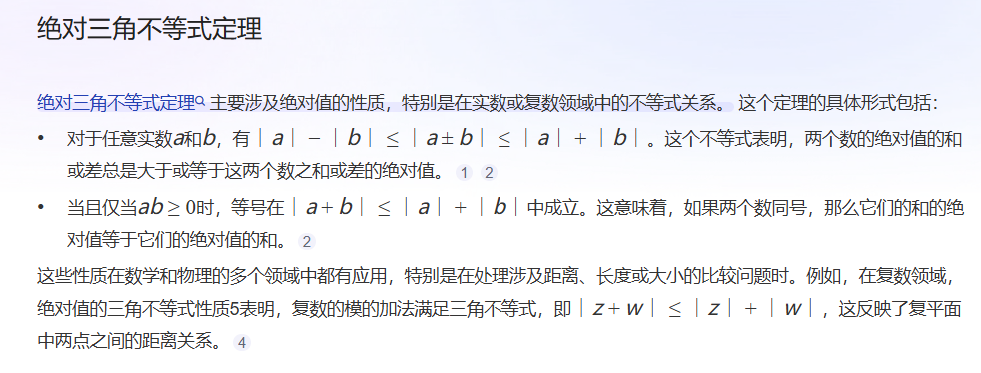 绝对三角不等式定理
绝对三角不等式定理 主要涉及绝对值的性质，特别是在实数或复数领域中的不等式关系。 这个定理的具体形式包括：
• 对于任意实数a和b，有∣a∣−∣b∣≤∣a±b∣≤∣a∣+∣b∣。这个不等式表明，两个数的绝对值的和
或差总是大于或等于这两个数之和或差的绝对值。 1 2
• 当且仅当ab≥0时，等号在∣a+b∣≤∣a∣+∣b∣中成立。这意味着，如果两个数同号，那么它们的和的绝
对值等于它们的绝对值的和。 2
这些性质在数学和物理的多个领域中都有应用，特别是在处理涉及距离、长度或大小的比较问题时。例如，在复数领域，
绝对值的三角不等式性质5表明，复数的模的加法满足三角不等式，即∣z+w∣≤∣z∣+∣w∣，这反映了复平面
中两点之间的距离关系。 4